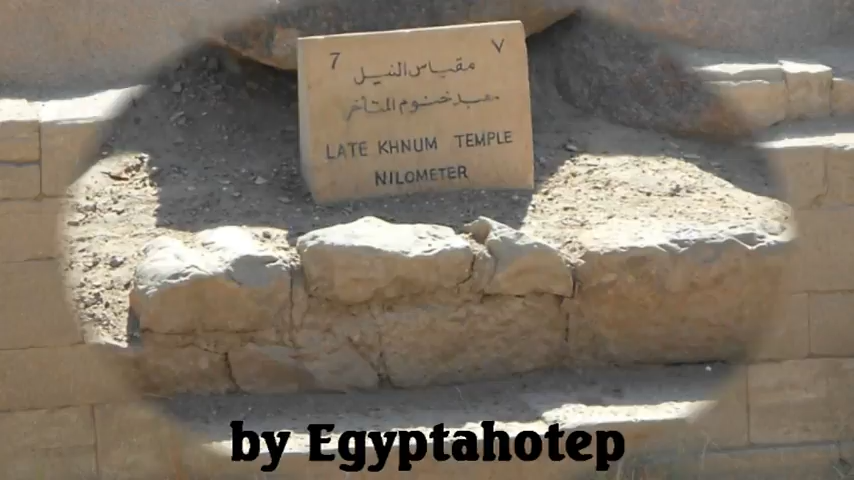 7 ٧
مقياس النيل
معبد خنوم المتأخر
LATE KHNUM TEMPLE
NILOMETER
by Egyptahotep